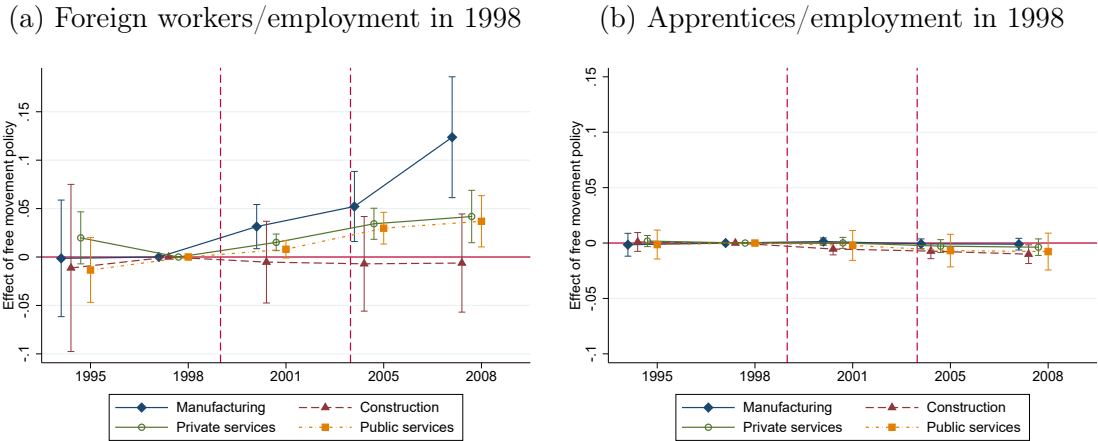 (a) Foreign workers/employment in 1998
Effect of free movement policy
.15
.1
.05
0
-.05
-.1
1995 1998 2001 2005 2008
Manufacturing Construction
Private services Public services
(b) Apprentices/employment in 1998
Effect of free movement policy
.15
.1
.05
0
-.05
-.1
1995 1998 2001 2005 2008
Manufacturing Construction
Private services Public services